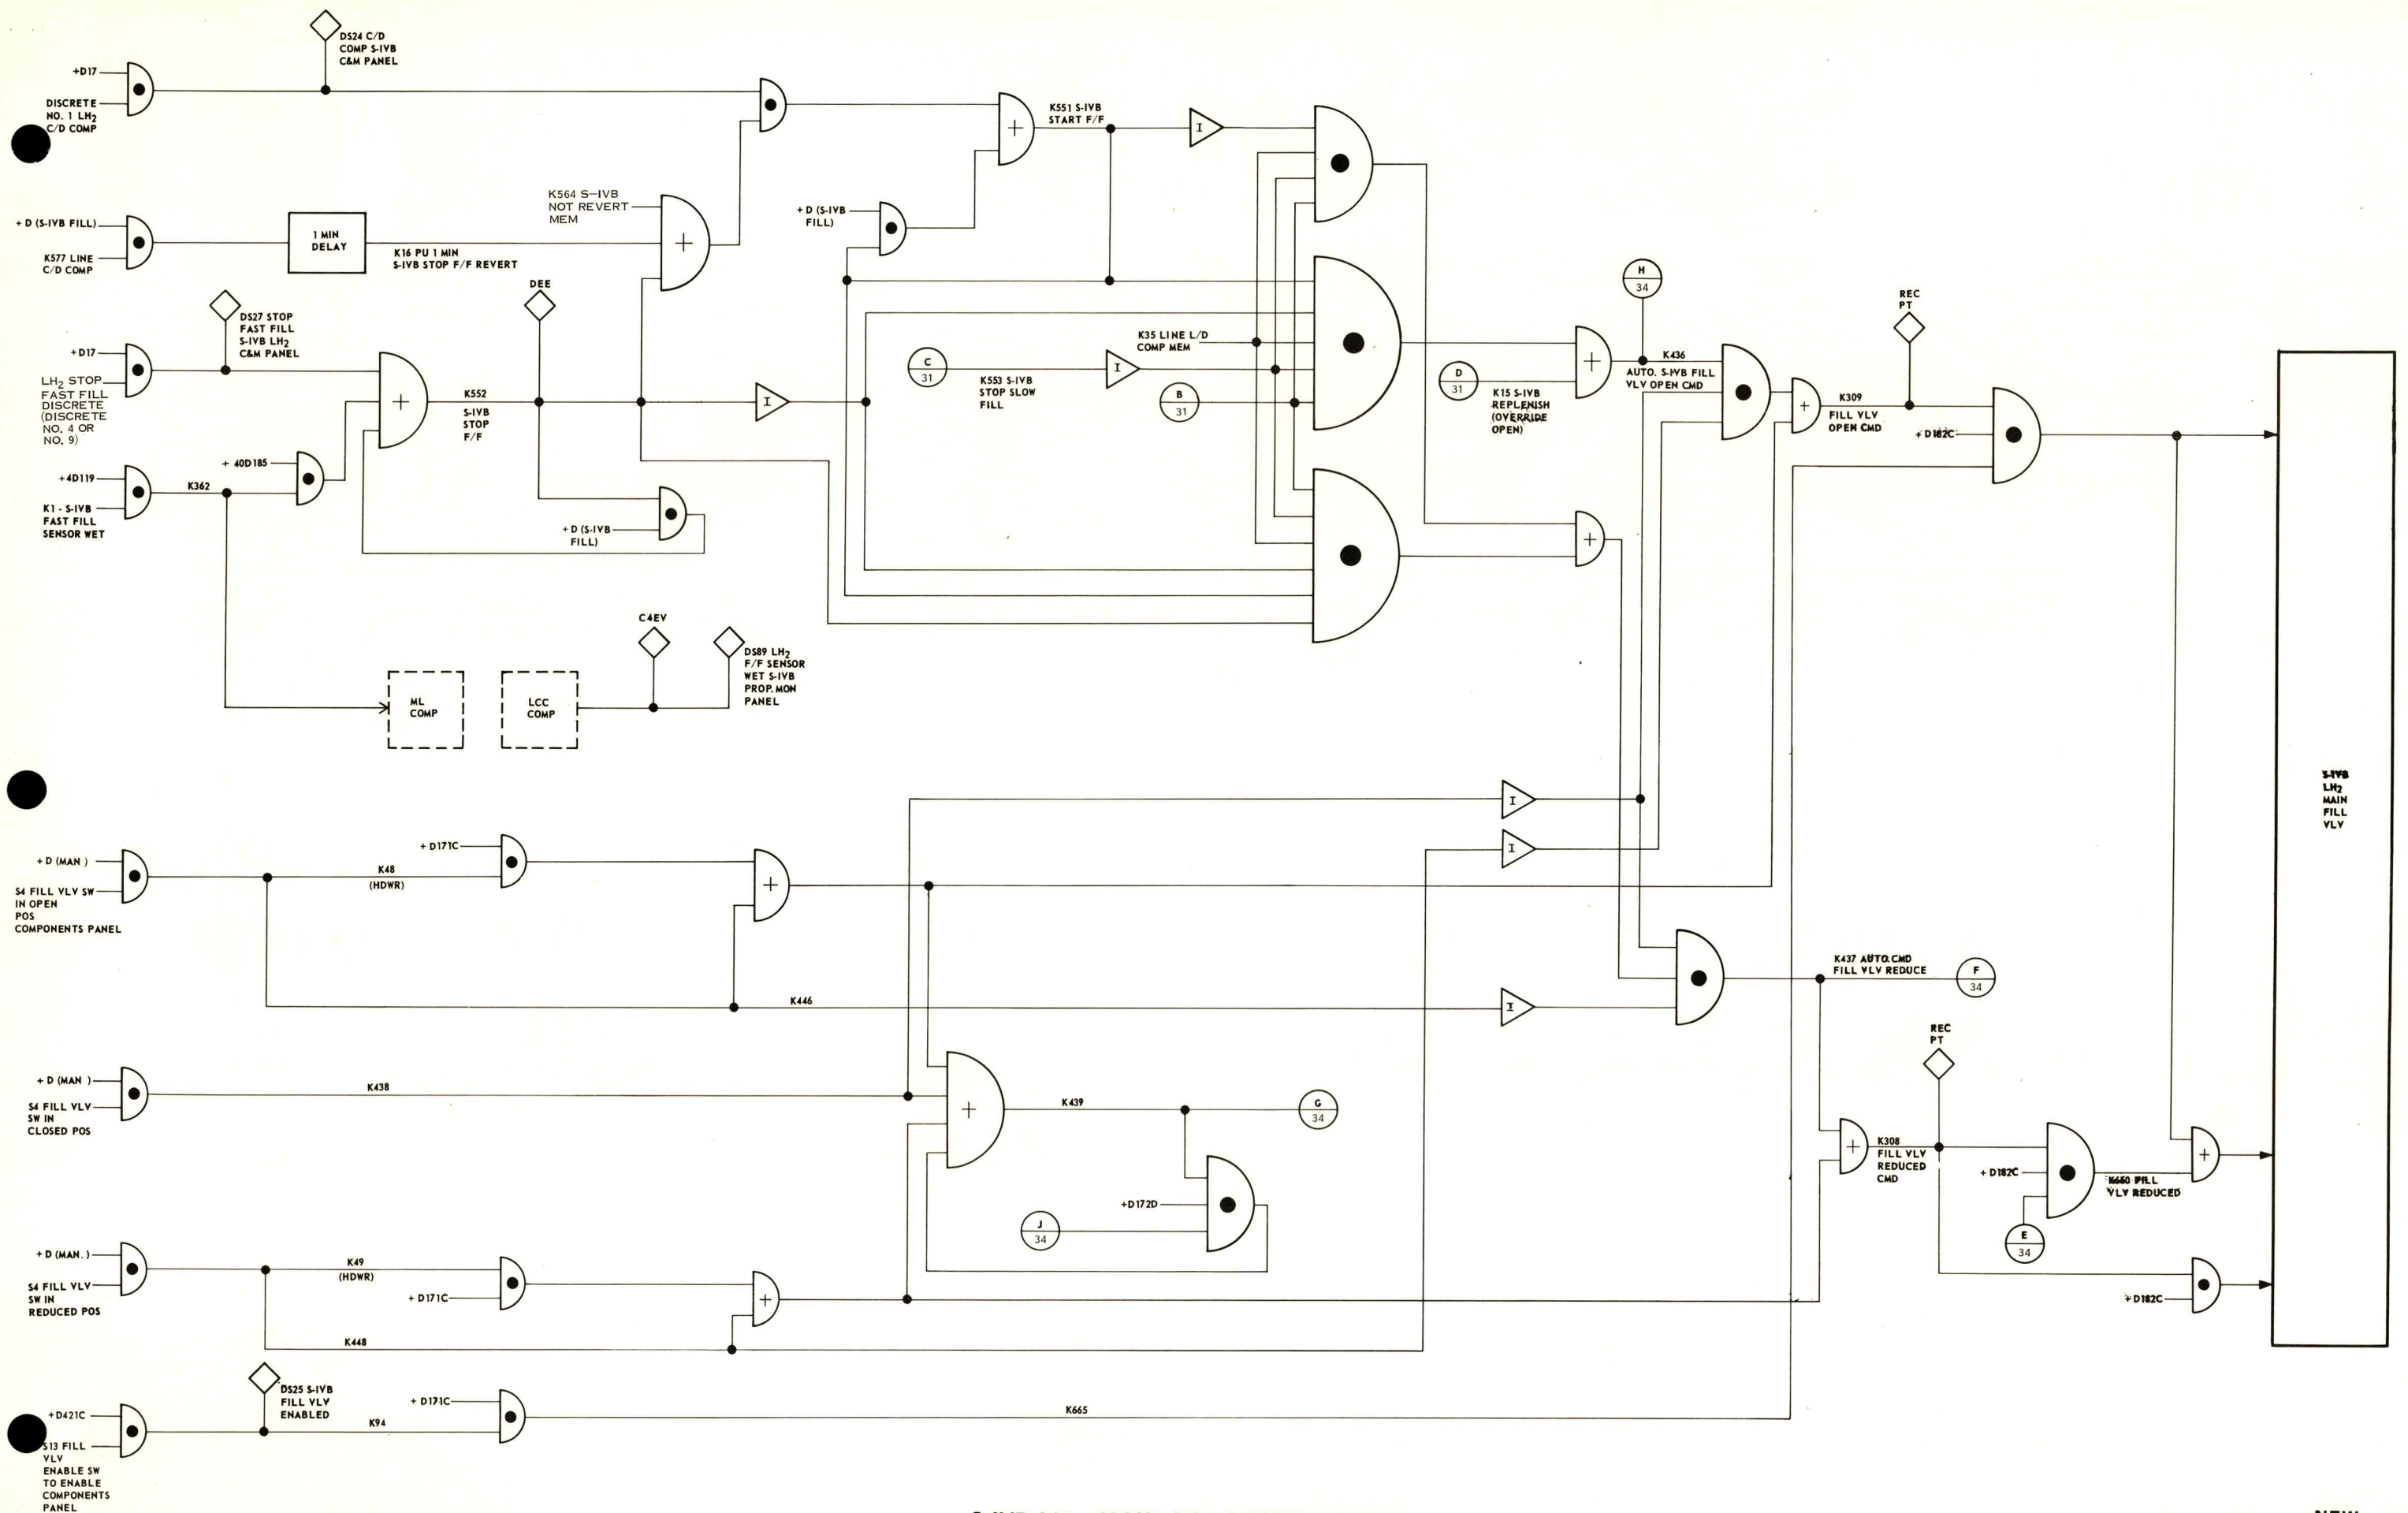 DS24 C/D
COMP S-IVB
C&M PANEL
+D17
DISCRETE
NO. 1 LH2
C/D COMP
K551 S-IVB
START F/F
I
+
K564 S-IVB
NOT REVERT
MEM
+ D (S-IVB FILL)
K577 LINE
C/D COMP
1 MIN
DELAY
K16 PU 1 MIN
S-IVB STOP F/F REVERT
+
+ D (S-IVB
FILL)
DS27 STOP
FAST FILL
S-IVB LH2
C&M PANEL
DEE
+D17
LH2 STOP
FAST FILL
DISCRETE
(DISCRETE
NO. 4 OR
NO. 9)
+
K552
S-IVB
STOP
F/F
I
+4D119
K1 - S-IVB
FAST FILL
SENSOR WET
K362
+ 40D185
+ D (S-IVB
FILL)
K35 LINE L/D
COMP MEM
C
31
K553 S-IVB
STOP SLOW
FILL
I
B
31
D
31
K15 S-IVB
REPLENISH
(OVERRIDE
OPEN)
+
H
34
K436
AUTO. S-IVB FILL
VLV OPEN CMD
+
K309
FILL VLV
OPEN CMD
REC
PT
+ D182C
+
C4EV
DS89 LH2
F/F SENSOR
WET S-IVB
PROP. MON
PANEL
ML
COMP
LCC
COMP
S-IVB
LH2
MAIN
FILL
VLV
I
I
+ D (MAN )
S4 FILL VLV SW
IN OPEN
POS
COMPONENTS PANEL
K48
(HDWR)
+ D171C
+
K446
I
K437 AUTO. CMD
FILL VLV REDUCE
F
34
+ D (MAN )
S4 FILL VLV
SW IN
CLOSED POS
K438
+
K439
G
34
+D172D
J
34
REC
PT
+
K308
FILL VLV
REDUCED
CMD
+ D182C
E
34
K660 FILL
VLV REDUCED
+
+ D182C
+ D (MAN. )
S4 FILL VLV
SW IN
REDUCED POS
K49
(HDWR)
+ D171C
+
K448
DS25 S-IVB
FILL VLV
ENABLED
+D421C
S13 FILL
VLV
ENABLE SW
TO ENABLE
COMPONENTS
PANEL
K94
+ D171C
K665